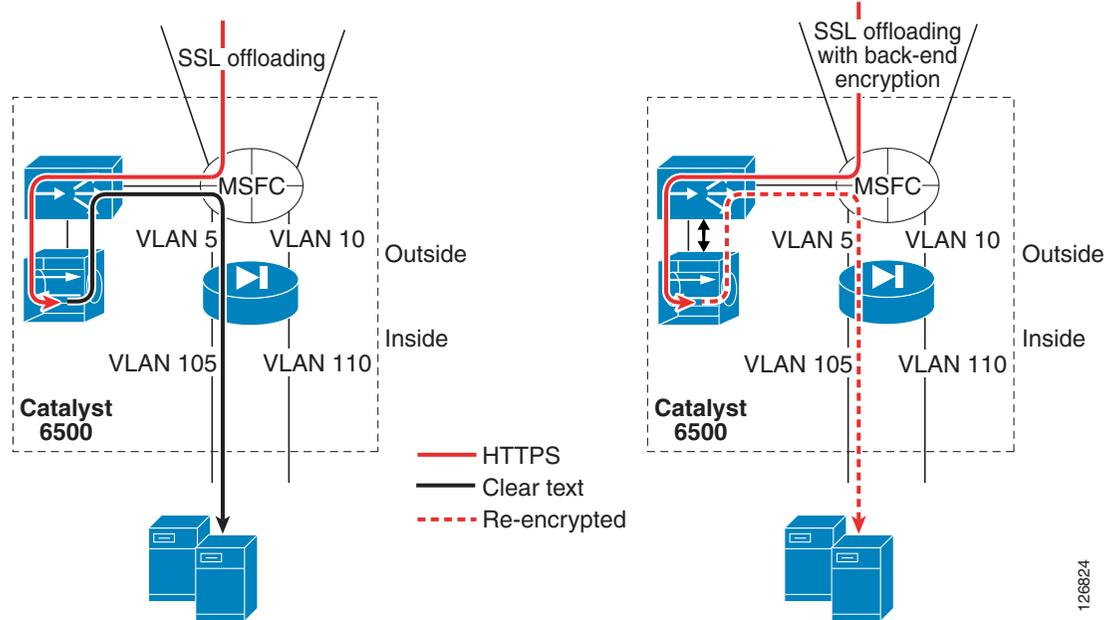 SSL offloading
MSFC
VLAN 5
VLAN 10
Outside
Inside
VLAN 105
VLAN 110
Catalyst
6500
HTTPS
Clear text
Re-encrypted
SSL offloading
with back-end
encryption
MSFC
VLAN 5
VLAN 10
Outside
Inside
VLAN 105
VLAN 110
Catalyst
6500
126824